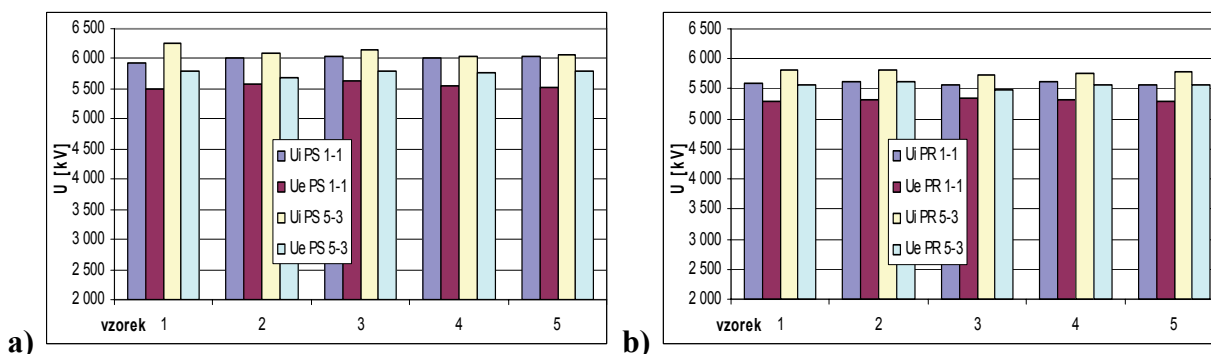 6 500
6 000
5 500
5 000
4 500
4 000
3 500
3 000
2 500
2 000
U [kV]
Ui PS 1-1
Ue PS 1-1
Ui PS 5-3
Ue PS 5-3
vzorek 1 2 3 4 5
a)
6 500
6 000
5 500
5 000
4 500
4 000
3 500
3 000
2 500
2 000
U [kV]
Ui PR 1-1
Ue PR 1-1
Ui PR 5-3
Ue PR 5-3
vzorek 1 2 3 4 5
b)